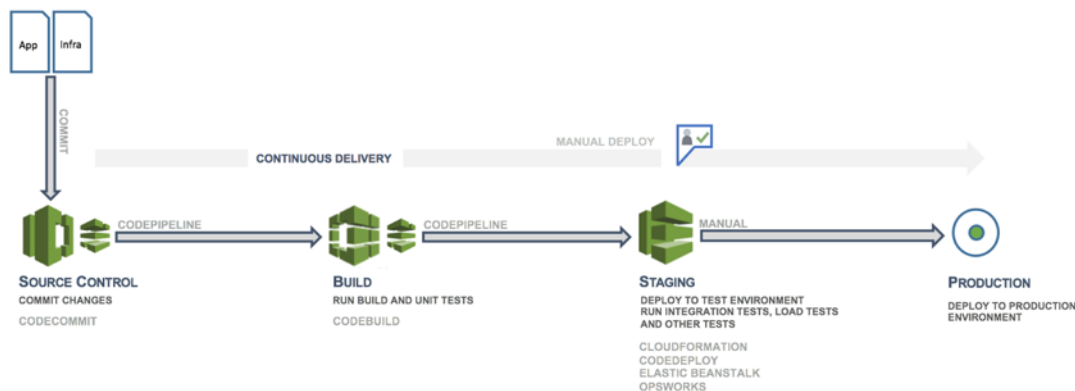 App Infra
COMMIT
MANUAL DEPLOY
CONTINUOUS DELIVERY
CODEPIPELINE
CODEPIPELINE
MANUAL
SOURCE CONTROL
COMMIT CHANGES
CODECOMMIT
BUILD
RUN BUILD AND UNIT TESTS
CODEBUILD
STAGING
DEPLOY TO TEST ENVIRONMENT
RUN INTEGRATION TESTS, LOAD TESTS
AND OTHER TESTS
CLOUDFORMATION
CODEDEPLOY
ELASTIC BEANSTALK
OPSWORKS
PRODUCTION
DEPLOY TO PRODUCTION
ENVIRONMENT